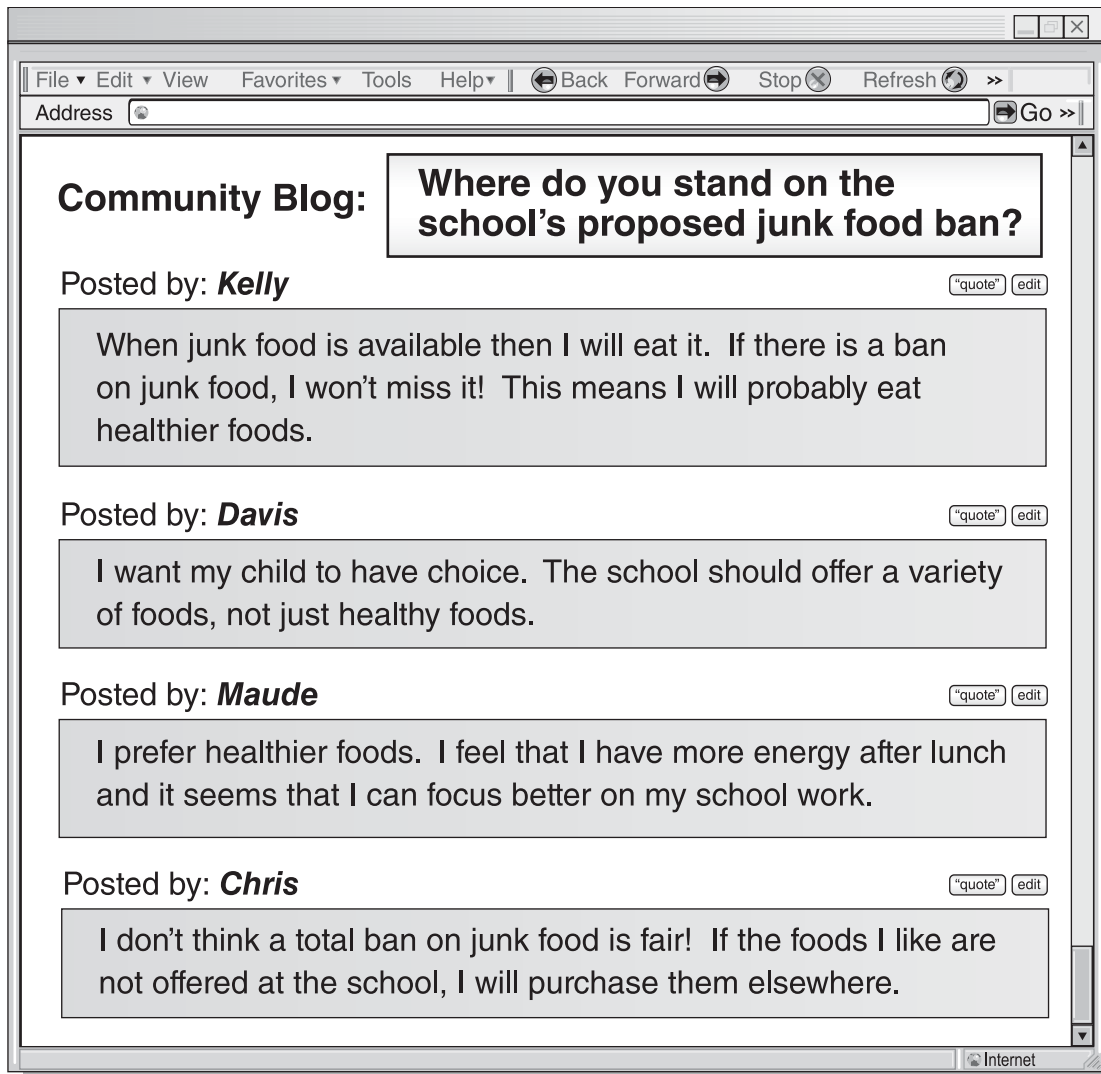 File Edit View Favorites Tools Help Back Forward Stop Refresh »
Address Go »
Community Blog:
Where do you stand on the
school's proposed junk food ban?
Posted by: Kelly
"quote" edit
When junk food is available then I will eat it. If there is a ban
on junk food, I won't miss it! This means I will probably eat
healthier foods.
Posted by: Davis
"quote" edit
I want my child to have choice. The school should offer a variety
of foods, not just healthy foods.
Posted by: Maude
"quote" edit
I prefer healthier foods. I feel that I have more energy after lunch
and it seems that I can focus better on my school work.
Posted by: Chris
"quote" edit
I don't think a total ban on junk food is fair! If the foods I like are
not offered at the school, I will purchase them elsewhere.
Internet